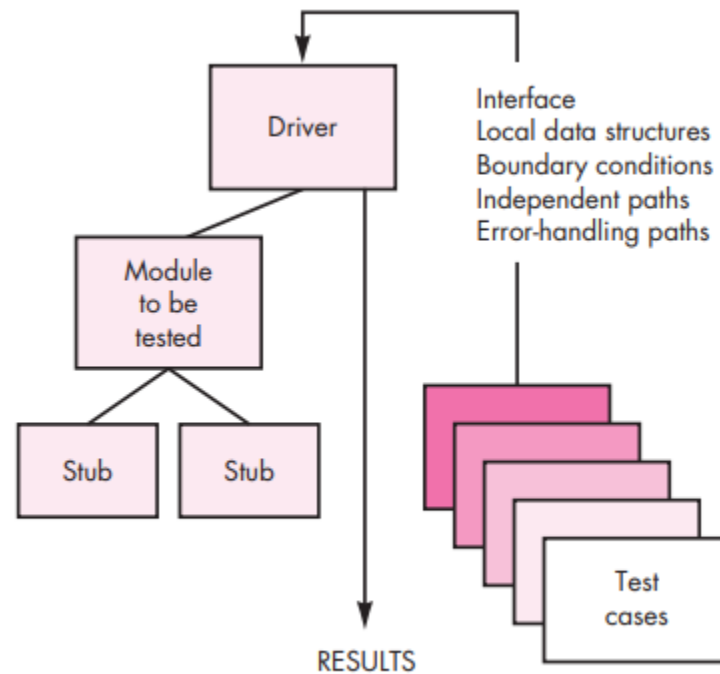 Driver
Interface
Local data structures
Boundary conditions
Independent paths
Error-handling paths
Module
to be
tested
Stub
Stub
Test
cases
RESULTS